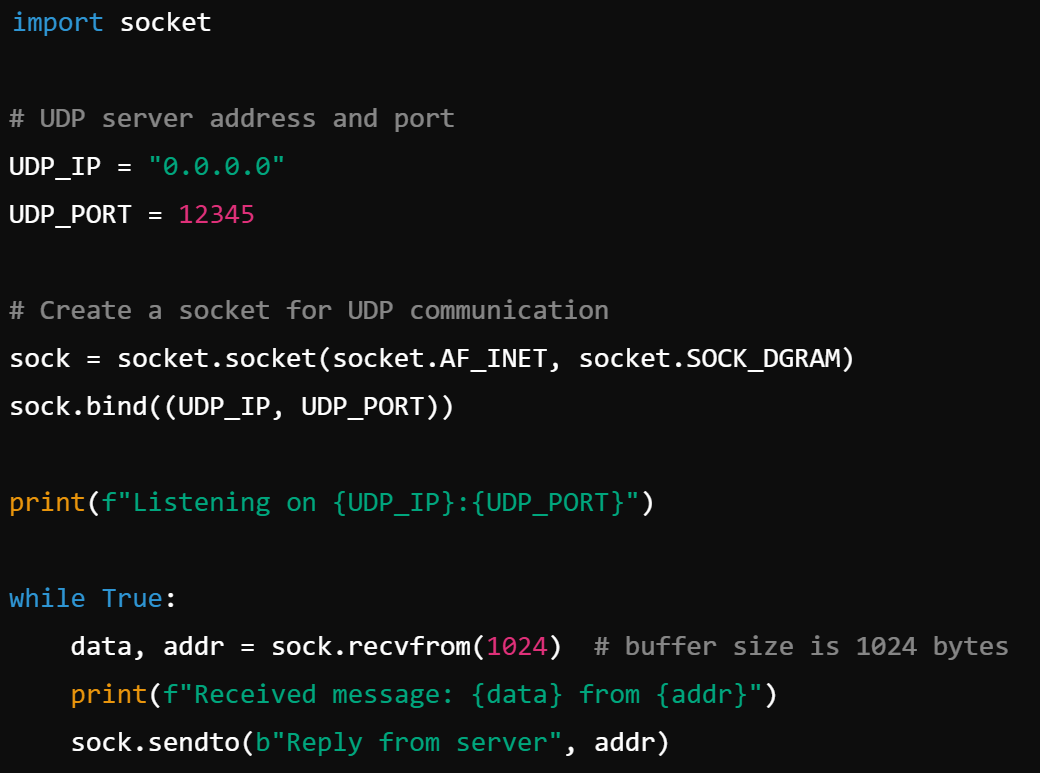 import socket
# UDP server address and port
UDP_IP = "0.0.0.0"
UDP_PORT = 12345
# Create a socket for UDP communication
sock = socket.socket(socket.AF_INET, socket.SOCK_DGRAM)
sock.bind((UDP_IP, UDP_PORT))
print(f"Listening on {UDP_IP}:{UDP_PORT}")
while True:
    data, addr = sock.recvfrom(1024)  # buffer size is 1024 bytes
    print(f"Received message: {data} from {addr}")
    sock.sendto(b"Reply from server", addr)